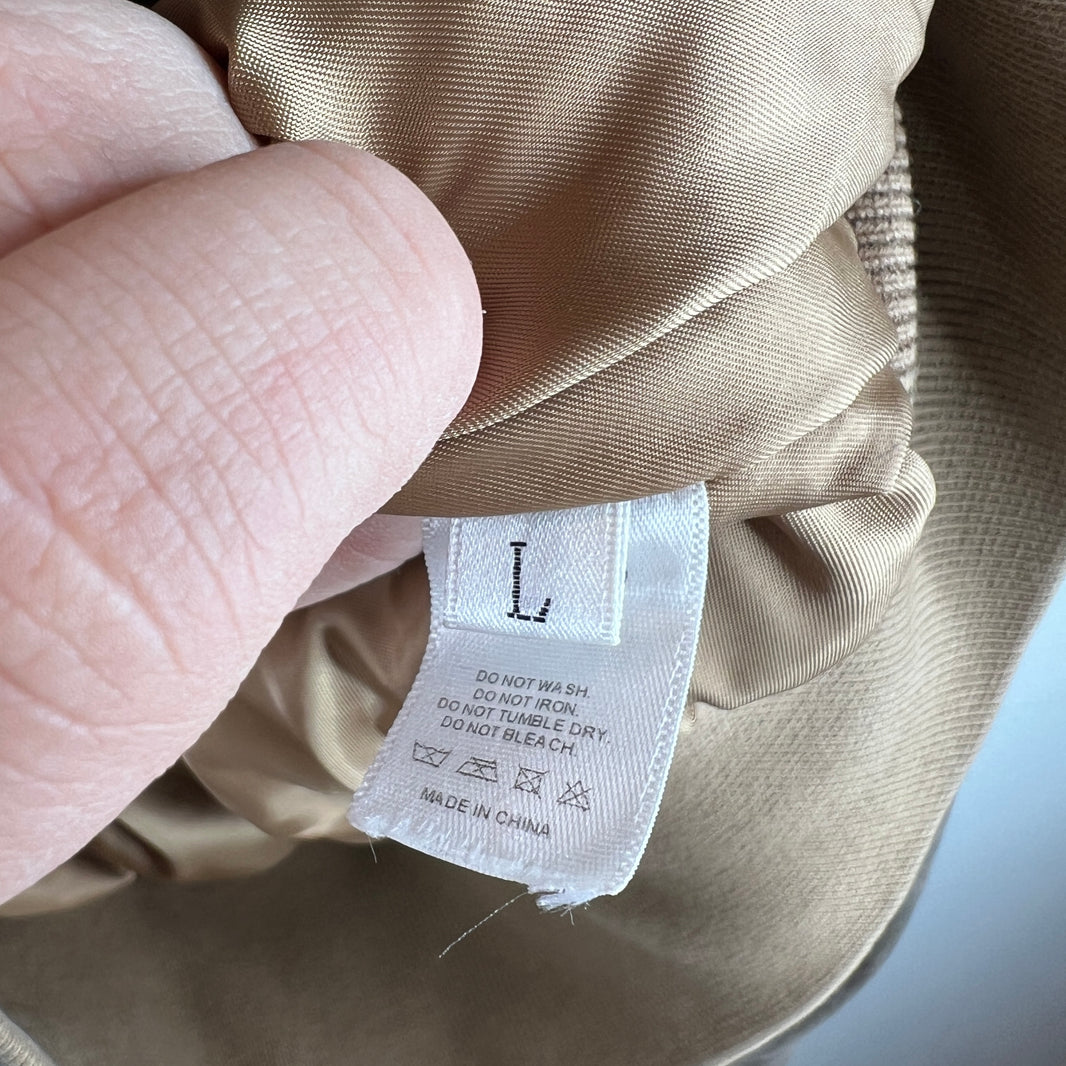 L
DO NOT WASH.
DO NOT IRON.
DO NOT TUMBLE DRY.
DO NOT BLEACH.
MADE IN CHINA